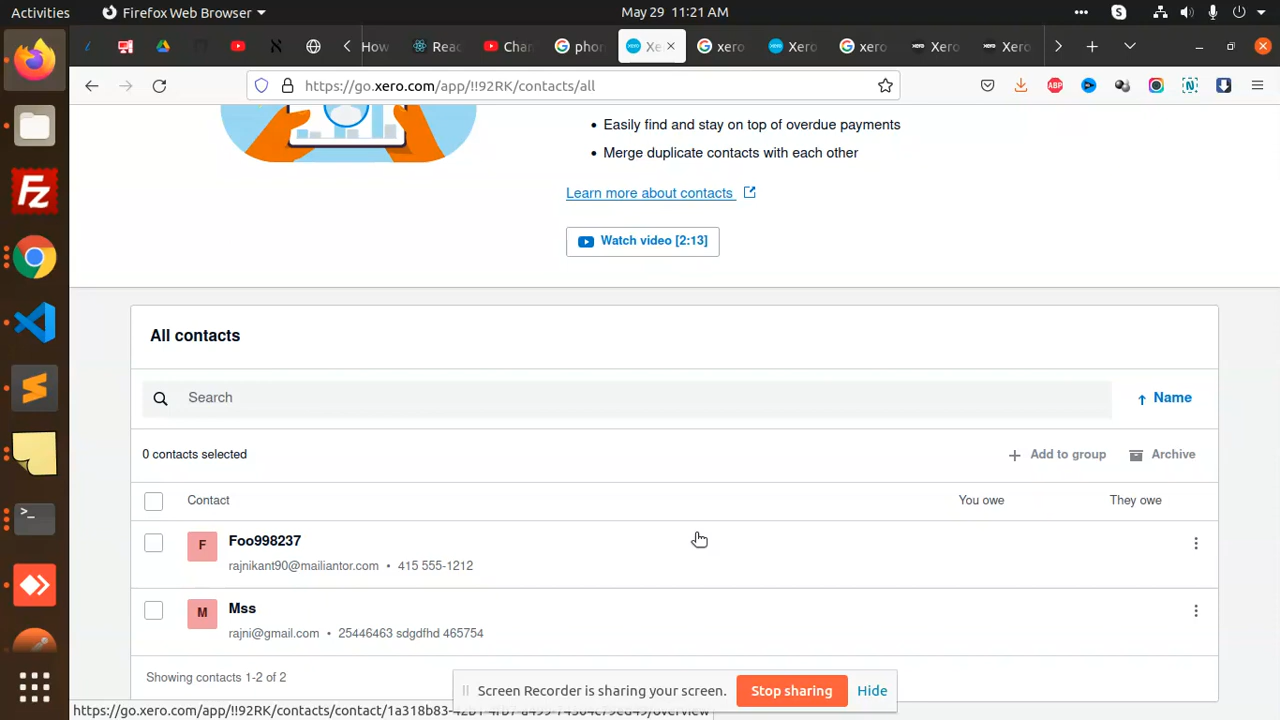 Activities Firefox Web Browser May 29 11:21 AM
How Reac Chan phon Xe xero Xero xero Xero Xero
https://go.xero.com/app/!!92RK/contacts/all
• Easily find and stay on top of overdue payments
• Merge duplicate contacts with each other
Learn more about contacts
Watch video [2:13]
All contacts
Search
Name
0 contacts selected Add to group Archive
Contact You owe They owe
F Foo998237
rajnikant90@mailiantor.com • 415 555-1212
M Mss
rajni@gmail.com • 25446463 sdgdfhd 465754
Showing contacts 1-2 of 2
Screen Recorder is sharing your screen. Stop sharing Hide